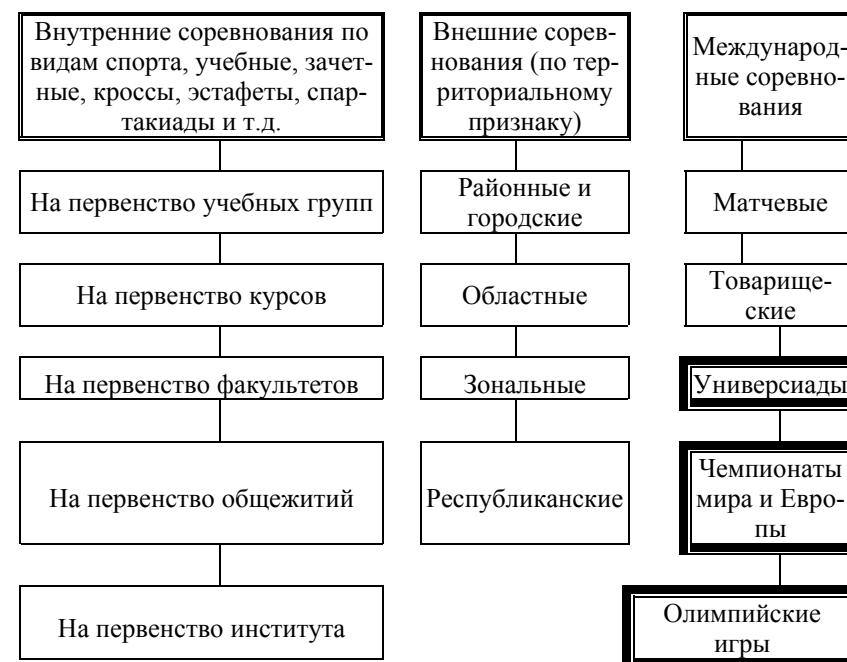 Внутренние соревнования по
видам спорта, учебные, зачет-
ные, кроссы, эстафеты, спар-
такиады и т.д.
На первенство учебных групп
На первенство курсов
На первенство факультетов
На первенство общежитий
На первенство института
Внешние сорев-
нования (по тер-
риториальному
признаку)
Районные и
городские
Областные
Зональные
Республиканские
Международ-
ные соревно-
вания
Матчевые
Товарище-
ские
Универсиады
Чемпионаты
мира и Евро-
пы
Олимпийские
игры